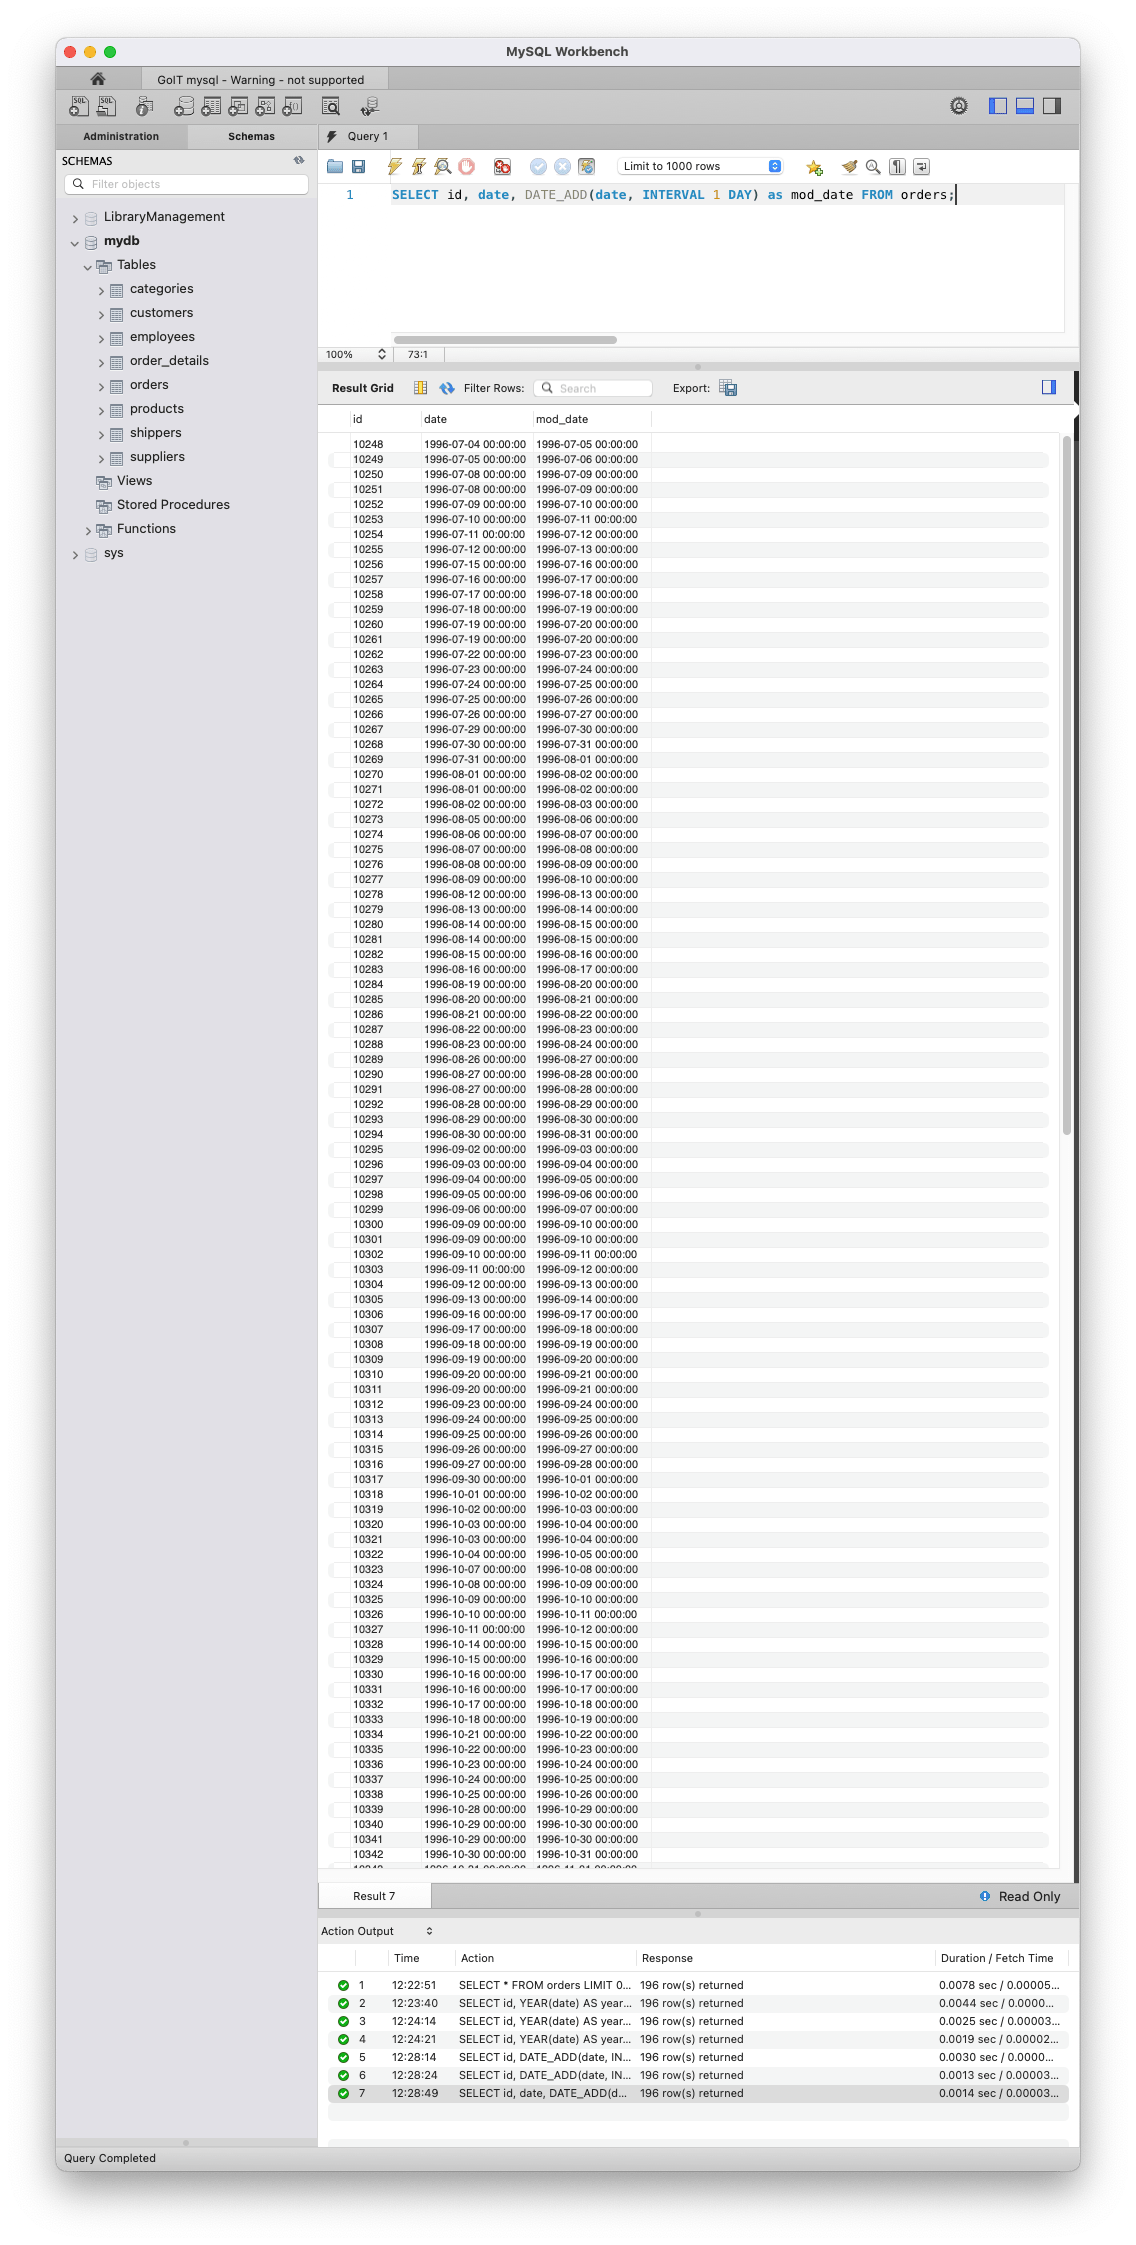 MySQL Workbench
GoIT mysql - Warning - not supported
Administration Schemas Query 1
SCHEMAS
Filter objects
Limit to 1000 rows
1 SELECT id, date, DATE_ADD(date, INTERVAL 1 DAY) as mod_date FROM orders;
LibraryManagement
mydb
Tables
categories
customers
employees
order_details
orders
products
shippers
suppliers
Views
Stored Procedures
Functions
sys
100% 73:1
Result Grid Filter Rows: Search Export:
id date mod_date
10248 1996-07-04 00:00:00 1996-07-05 00:00:00
10249 1996-07-05 00:00:00 1996-07-06 00:00:00
10250 1996-07-08 00:00:00 1996-07-09 00:00:00
10251 1996-07-08 00:00:00 1996-07-09 00:00:00
10252 1996-07-09 00:00:00 1996-07-10 00:00:00
10253 1996-07-10 00:00:00 1996-07-11 00:00:00
10254 1996-07-11 00:00:00 1996-07-12 00:00:00
10255 1996-07-12 00:00:00 1996-07-13 00:00:00
10256 1996-07-15 00:00:00 1996-07-16 00:00:00
10257 1996-07-16 00:00:00 1996-07-17 00:00:00
10258 1996-07-17 00:00:00 1996-07-18 00:00:00
10259 1996-07-18 00:00:00 1996-07-19 00:00:00
10260 1996-07-19 00:00:00 1996-07-20 00:00:00
10261 1996-07-19 00:00:00 1996-07-20 00:00:00
10262 1996-07-22 00:00:00 1996-07-23 00:00:00
10263 1996-07-23 00:00:00 1996-07-24 00:00:00
10264 1996-07-24 00:00:00 1996-07-25 00:00:00
10265 1996-07-25 00:00:00 1996-07-26 00:00:00
10266 1996-07-26 00:00:00 1996-07-27 00:00:00
10267 1996-07-29 00:00:00 1996-07-30 00:00:00
10268 1996-07-30 00:00:00 1996-07-31 00:00:00
10269 1996-07-31 00:00:00 1996-08-01 00:00:00
10270 1996-08-01 00:00:00 1996-08-02 00:00:00
10271 1996-08-01 00:00:00 1996-08-02 00:00:00
10272 1996-08-02 00:00:00 1996-08-03 00:00:00
10273 1996-08-05 00:00:00 1996-08-06 00:00:00
10274 1996-08-06 00:00:00 1996-08-07 00:00:00
10275 1996-08-07 00:00:00 1996-08-08 00:00:00
10276 1996-08-08 00:00:00 1996-08-09 00:00:00
10277 1996-08-09 00:00:00 1996-08-10 00:00:00
10278 1996-08-12 00:00:00 1996-08-13 00:00:00
10279 1996-08-13 00:00:00 1996-08-14 00:00:00
10280 1996-08-14 00:00:00 1996-08-15 00:00:00
10281 1996-08-14 00:00:00 1996-08-15 00:00:00
10282 1996-08-15 00:00:00 1996-08-16 00:00:00
10283 1996-08-16 00:00:00 1996-08-17 00:00:00
10284 1996-08-19 00:00:00 1996-08-20 00:00:00
10285 1996-08-20 00:00:00 1996-08-21 00:00:00
10286 1996-08-21 00:00:00 1996-08-22 00:00:00
10287 1996-08-22 00:00:00 1996-08-23 00:00:00
10288 1996-08-23 00:00:00 1996-08-24 00:00:00
10289 1996-08-26 00:00:00 1996-08-27 00:00:00
10290 1996-08-27 00:00:00 1996-08-28 00:00:00
10291 1996-08-27 00:00:00 1996-08-28 00:00:00
10292 1996-08-28 00:00:00 1996-08-29 00:00:00
10293 1996-08-29 00:00:00 1996-08-30 00:00:00
10294 1996-08-30 00:00:00 1996-08-31 00:00:00
10295 1996-09-02 00:00:00 1996-09-03 00:00:00
10296 1996-09-03 00:00:00 1996-09-04 00:00:00
10297 1996-09-04 00:00:00 1996-09-05 00:00:00
10298 1996-09-05 00:00:00 1996-09-06 00:00:00
10299 1996-09-06 00:00:00 1996-09-07 00:00:00
10300 1996-09-09 00:00:00 1996-09-10 00:00:00
10301 1996-09-09 00:00:00 1996-09-10 00:00:00
10302 1996-09-10 00:00:00 1996-09-11 00:00:00
10303 1996-09-11 00:00:00 1996-09-12 00:00:00
10304 1996-09-12 00:00:00 1996-09-13 00:00:00
10305 1996-09-13 00:00:00 1996-09-14 00:00:00
10306 1996-09-16 00:00:00 1996-09-17 00:00:00
10307 1996-09-17 00:00:00 1996-09-18 00:00:00
10308 1996-09-18 00:00:00 1996-09-19 00:00:00
10309 1996-09-19 00:00:00 1996-09-20 00:00:00
10310 1996-09-20 00:00:00 1996-09-21 00:00:00
10311 1996-09-20 00:00:00 1996-09-21 00:00:00
10312 1996-09-23 00:00:00 1996-09-24 00:00:00
10313 1996-09-24 00:00:00 1996-09-25 00:00:00
10314 1996-09-25 00:00:00 1996-09-26 00:00:00
10315 1996-09-26 00:00:00 1996-09-27 00:00:00
10316 1996-09-27 00:00:00 1996-09-28 00:00:00
10317 1996-09-30 00:00:00 1996-10-01 00:00:00
10318 1996-10-01 00:00:00 1996-10-02 00:00:00
10319 1996-10-02 00:00:00 1996-10-03 00:00:00
10320 1996-10-03 00:00:00 1996-10-04 00:00:00
10321 1996-10-03 00:00:00 1996-10-04 00:00:00
10322 1996-10-04 00:00:00 1996-10-05 00:00:00
10323 1996-10-07 00:00:00 1996-10-08 00:00:00
10324 1996-10-08 00:00:00 1996-10-09 00:00:00
10325 1996-10-09 00:00:00 1996-10-10 00:00:00
10326 1996-10-10 00:00:00 1996-10-11 00:00:00
10327 1996-10-11 00:00:00 1996-10-12 00:00:00
10328 1996-10-14 00:00:00 1996-10-15 00:00:00
10329 1996-10-15 00:00:00 1996-10-16 00:00:00
10330 1996-10-16 00:00:00 1996-10-17 00:00:00
10331 1996-10-16 00:00:00 1996-10-17 00:00:00
10332 1996-10-17 00:00:00 1996-10-18 00:00:00
10333 1996-10-18 00:00:00 1996-10-19 00:00:00
10334 1996-10-21 00:00:00 1996-10-22 00:00:00
10335 1996-10-22 00:00:00 1996-10-23 00:00:00
10336 1996-10-23 00:00:00 1996-10-24 00:00:00
10337 1996-10-24 00:00:00 1996-10-25 00:00:00
10338 1996-10-25 00:00:00 1996-10-26 00:00:00
10339 1996-10-28 00:00:00 1996-10-29 00:00:00
10340 1996-10-29 00:00:00 1996-10-30 00:00:00
10341 1996-10-29 00:00:00 1996-10-30 00:00:00
10342 1996-10-30 00:00:00 1996-10-31 00:00:00
Result 7 Read Only
Action Output
Time Action Response Duration / Fetch Time
1 12:22:51 SELECT * FROM orders LIMIT 0... 196 row(s) returned 0.0078 sec / 0.00005...
2 12:23:40 SELECT id, YEAR(date) AS year... 196 row(s) returned 0.0044 sec / 0.0000...
3 12:24:14 SELECT id, YEAR(date) AS year... 196 row(s) returned 0.0025 sec / 0.00003...
4 12:24:21 SELECT id, YEAR(date) AS year... 196 row(s) returned 0.0019 sec / 0.00002...
5 12:28:14 SELECT id, DATE_ADD(date, IN... 196 row(s) returned 0.0030 sec / 0.0000...
6 12:28:24 SELECT id, DATE_ADD(date, IN... 196 row(s) returned 0.0013 sec / 0.00003...
7 12:28:49 SELECT id, date, DATE_ADD(d... 196 row(s) returned 0.0014 sec / 0.00003...
Query Completed